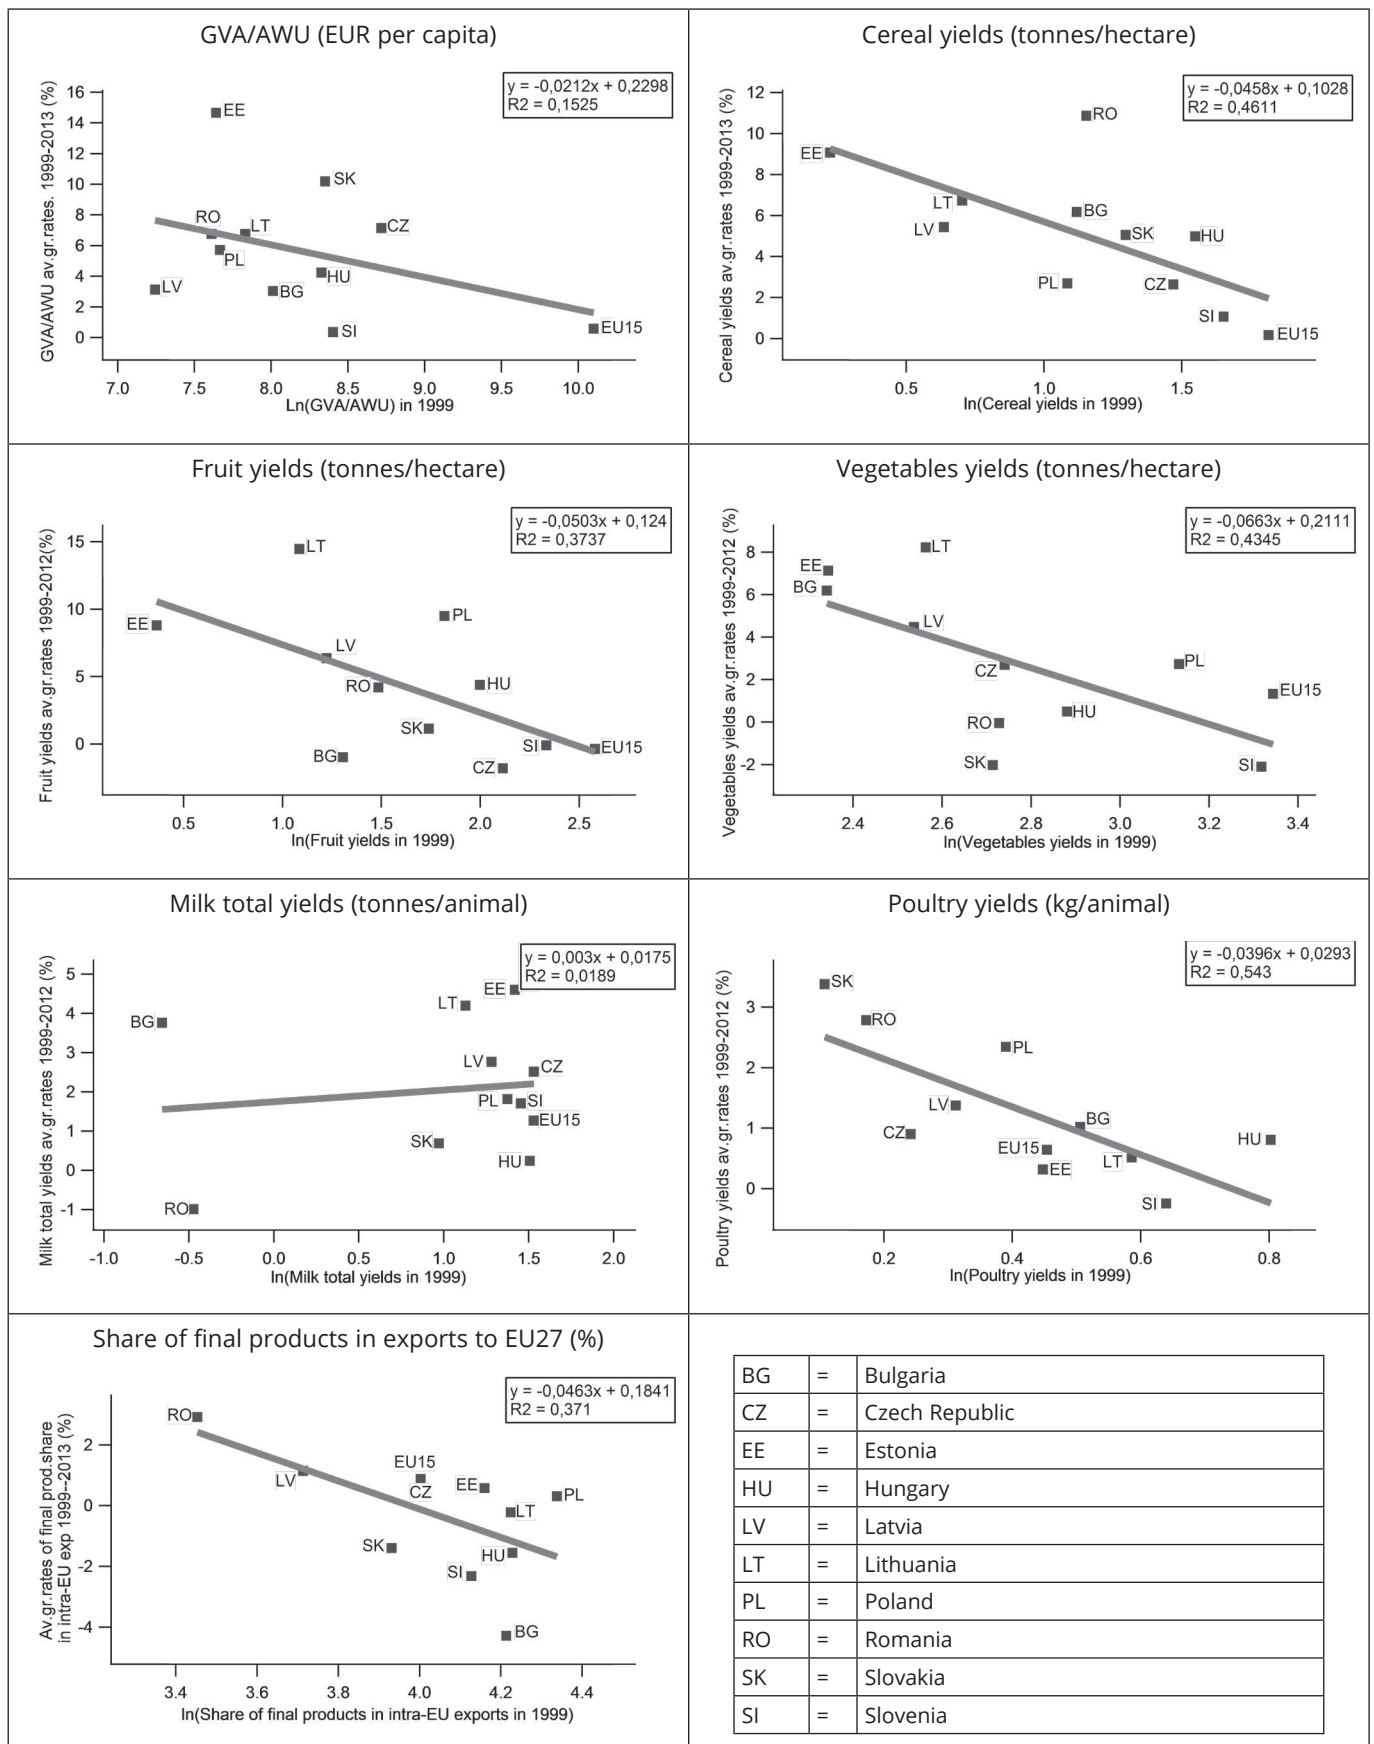 GVA/AWU (EUR per capita)
y = -0,0212x + 0,2298
R2 = 0,1525
GVA/AWU av.gr.rates. 1999-2013 (%)
16
14
12
10
8
6
4
2
0
EE
SK
RO
LT
CZ
PL
HU
LV
BG
SI
EU15
7.0 7.5 8.0 8.5 9.0 9.5 10.0
Ln(GVA/AWU) in 1999
Cereal yields (tonnes/hectare)
y = -0,0458x + 0,1028
R2 = 0,4611
Cereal yields av.gr.rates 1999-2013 (%)
12
10
8
6
4
2
0
RO
EE
LT
BG
LV
SK
HU
PL
CZ
SI
EU15
0.5 1.0 1.5
ln(Cereal yields in 1999)
Fruit yields (tonnes/hectare)
y = -0,0503x + 0,124
R2 = 0,3737
Fruit yields av.gr.rates 1999-2012(%)
15
10
5
0
LT
EE
PL
LV
RO
HU
SK
BG
SI
EU15
CZ
0.5 1.0 1.5 2.0 2.5
ln(Fruit yields in 1999)
Vegetables yields (tonnes/hectare)
y = -0,0663x + 0,2111
R2 = 0,4345
Vegetables yields av.gr.rates 1999-2012 (%)
8
6
4
2
0
-2
LT
EE
BG
LV
CZ
PL
EU15
RO
HU
SK
SI
2.4 2.6 2.8 3.0 3.2 3.4
ln(Vegetables yields in 1999)
Milk total yields (tonnes/animal)
y = 0,003x + 0,0175
R2 = 0,0189
Milk total yields av.gr.rates 1999-2012 (%)
5
4
3
2
1
0
-1
EE
LT
BG
LV
CZ
PL
SI
EU15
SK
HU
RO
-1.0 -0.5 0.0 0.5 1.0 1.5 2.0
ln(Milk total yields in 1999)
Poultry yields (kg/animal)
y = -0,0396x + 0,0293
R2 = 0,543
Poultry yields av.gr.rates 1999-2012 (%)
3
2
1
0
SK
RO
PL
LV
CZ
BG
HU
EU15
LT
EE
SI
0.2 0.4 0.6 0.8
ln(Poultry yields in 1999)
Share of final products in exports to EU27 (%)
y = -0,0463x + 0,1841
R2 = 0,371
Av.gr.rates of final prod.share
in intra-EU exp 1999--2013 (%)
2
0
-2
-4
RO
LV
EU15
CZ
EE
PL
LT
SK
HU
SI
BG
3.4 3.6 3.8 4.0 4.2 4.4
ln(Share of final products in intra-EU exports in 1999)
BG = Bulgaria
CZ = Czech Republic
EE = Estonia
HU = Hungary
LV = Latvia
LT = Lithuania
PL = Poland
RO = Romania
SK = Slovakia
SI = Slovenia